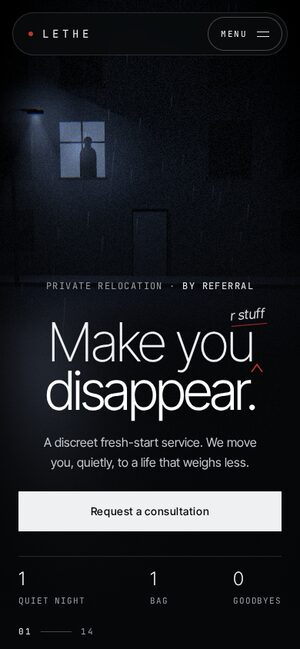 LETHE
MENU
PRIVATE RELOCATION · BY REFERRAL
r stuff
Make you
^
disappear.
A discreet fresh-start service. We move
you, quietly, to a life that weighs less.
Request a consultation
1 1 0
QUIET NIGHT BAG GOODBYES
01 14